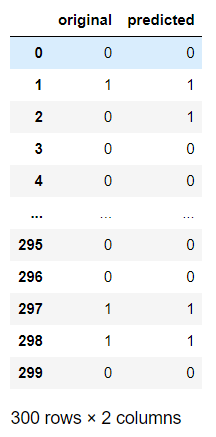 original predicted
0 0 0
1 1 1
2 0 1
3 0 0
4 0 0
... ... ...
295 0 0
296 0 0
297 1 1
298 1 1
299 0 0
300 rows × 2 columns